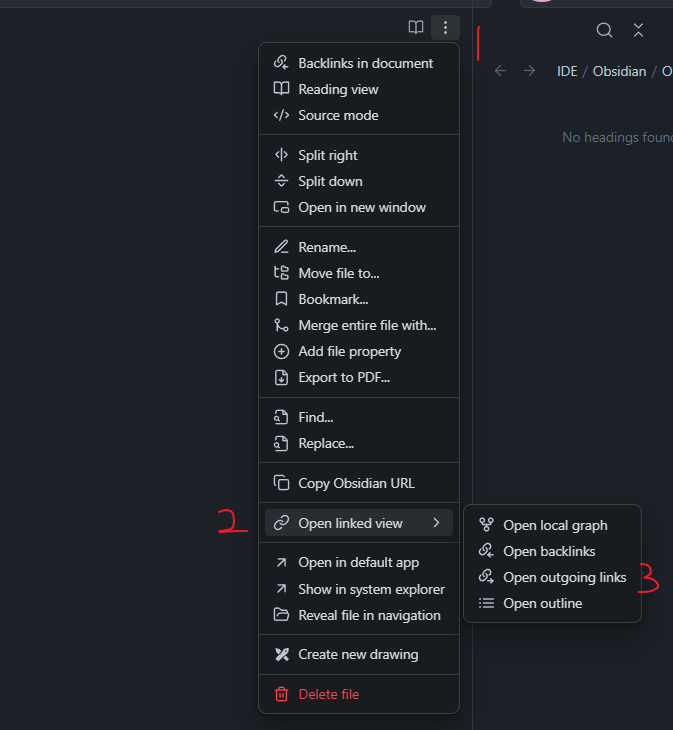 1
IDE / Obsidian / O
No headings found
Backlinks in document
Reading view
Source mode
Split right
Split down
Open in new window
Rename...
Move file to...
Bookmark...
Merge entire file with...
Add file property
Export to PDF...
Find...
Replace...
Copy Obsidian URL
2
Open linked view
Open in default app
Show in system explorer
Reveal file in navigation
Create new drawing
Delete file
Open local graph
Open backlinks
Open outgoing links
3
Open outline